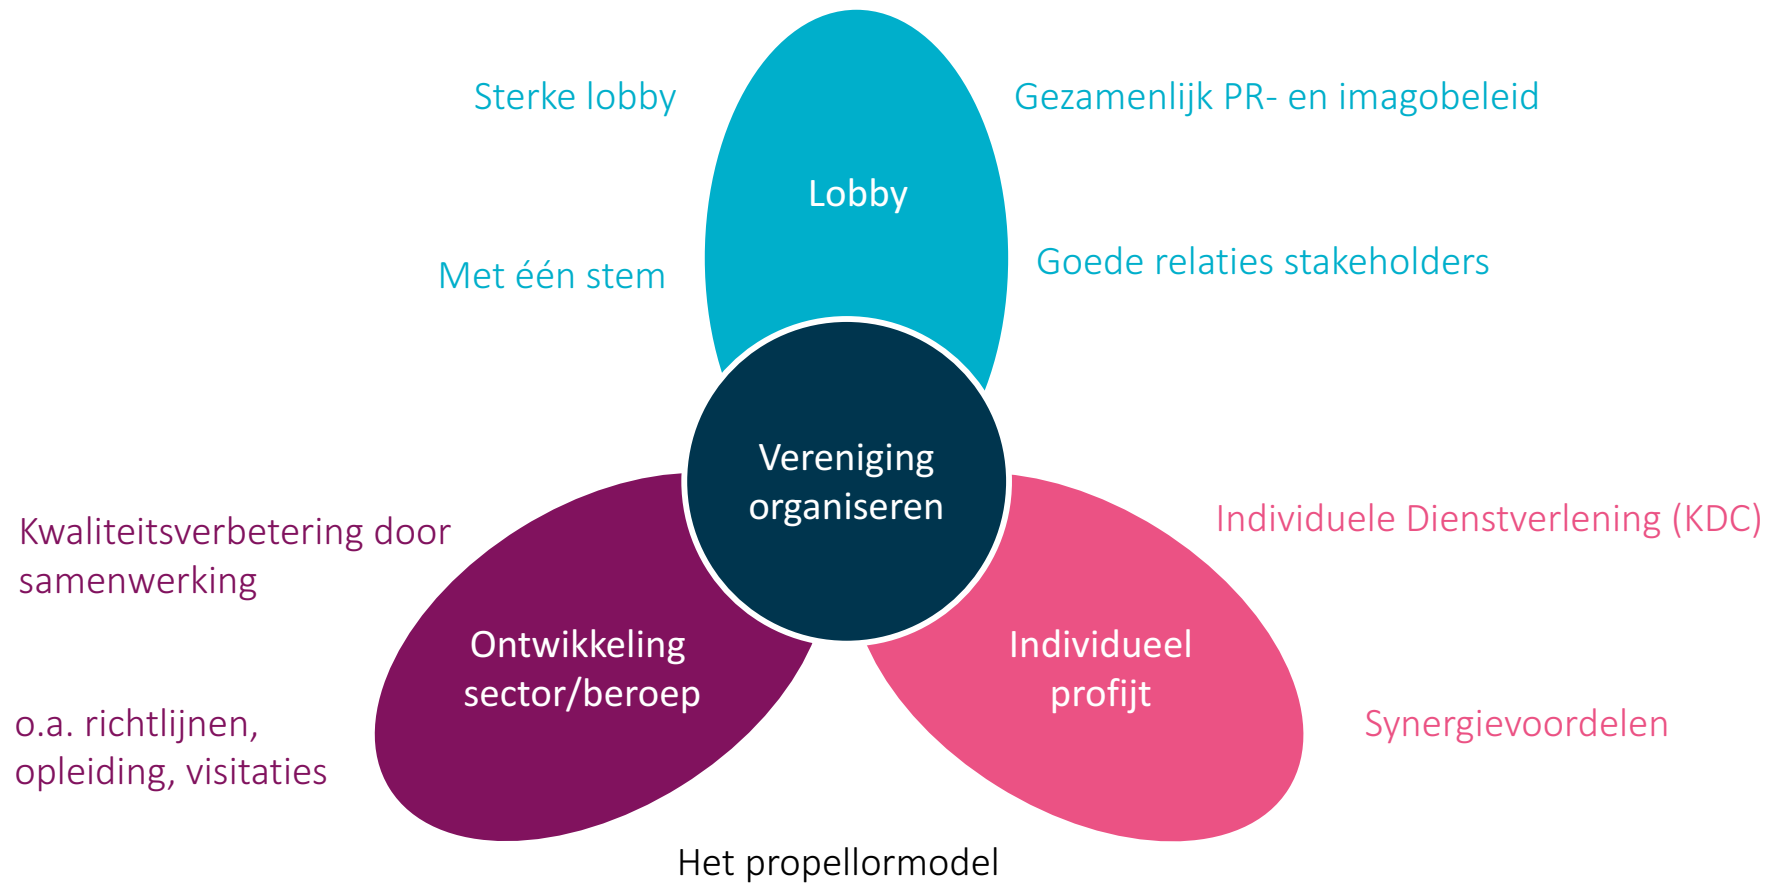 Sterke lobby
Gezamenlijk PR- en imagobeleid
Lobby
Met één stem
Goede relaties stakeholders
Vereniging
organiseren
Kwaliteitsverbetering door
samenwerking
Individuele Dienstverlening (KDC)
Ontwikkeling
sector/beroep
Individueel
profijt
o.a. richtlijnen,
opleiding, visitaties
Synergievoordelen
Het propellormodel